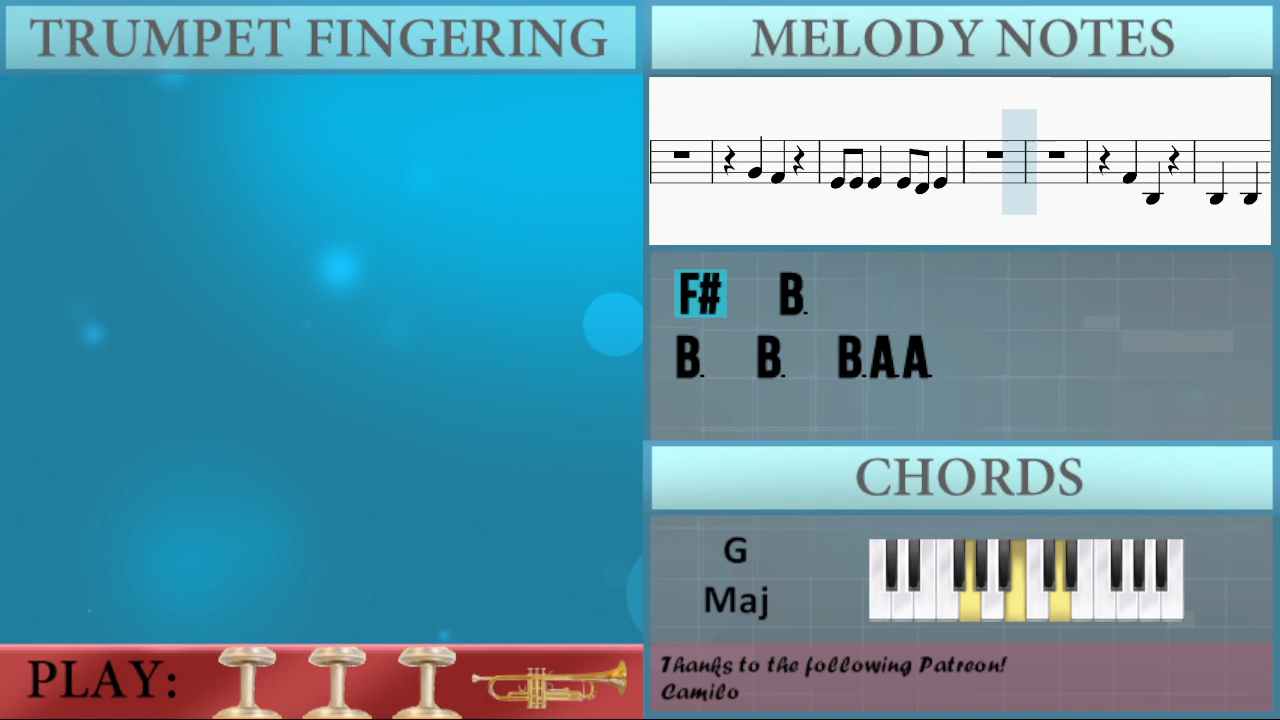 TRUMPET FINGERING
MELODY NOTES
F# B.
B. B. B.A.A.
CHORDS
G
Maj
PLAY:
Thanks to the following Patreon!
Camilo